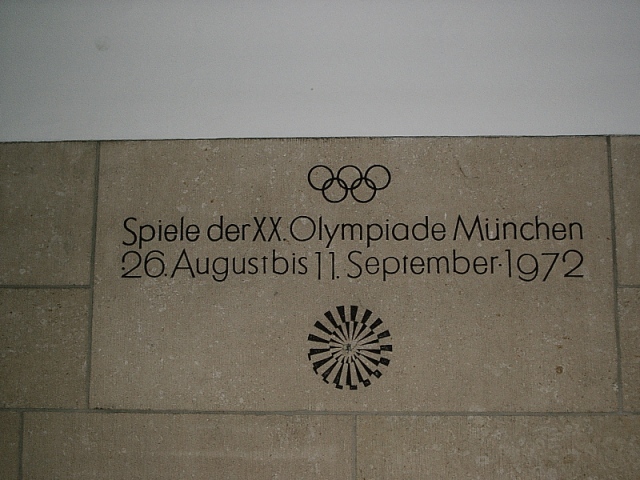 Spiele der XX. Olympiade München
26. August bis 11. September · 1972